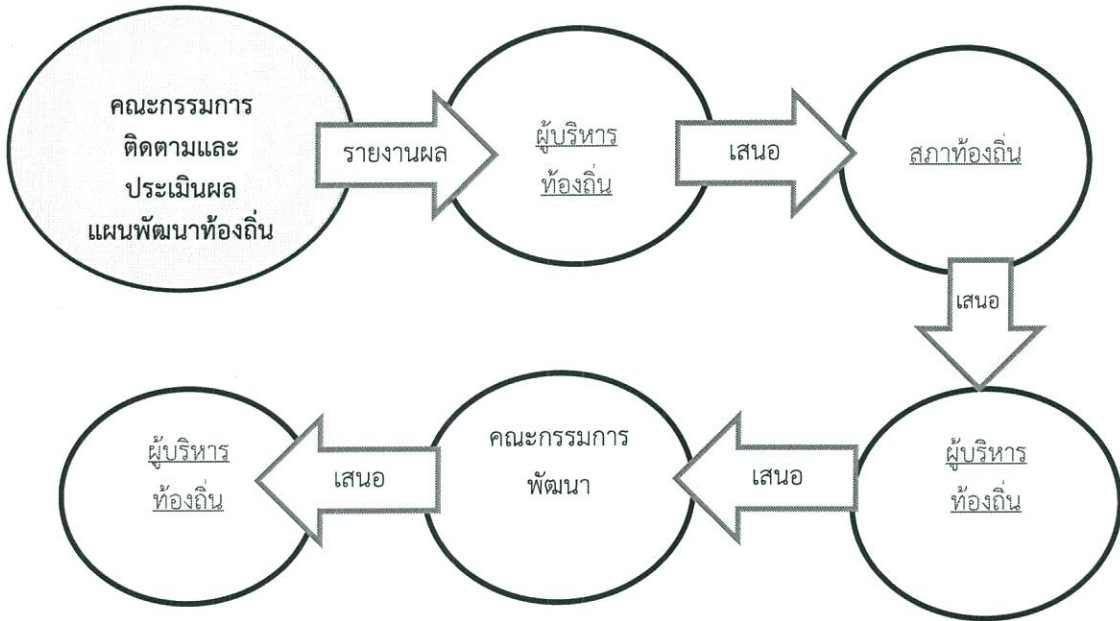 คณะกรรมการ
ติดตามและ
ประเมินผล
แผนพัฒนาท้องถิ่น
รายงานผล
ผู้บริหาร
ท้องถิ่น
เสนอ
สภาท้องถิ่น
เสนอ
ผู้บริหาร
ท้องถิ่น
เสนอ
คณะกรรมการ
พัฒนา
เสนอ
ผู้บริหาร
ท้องถิ่น